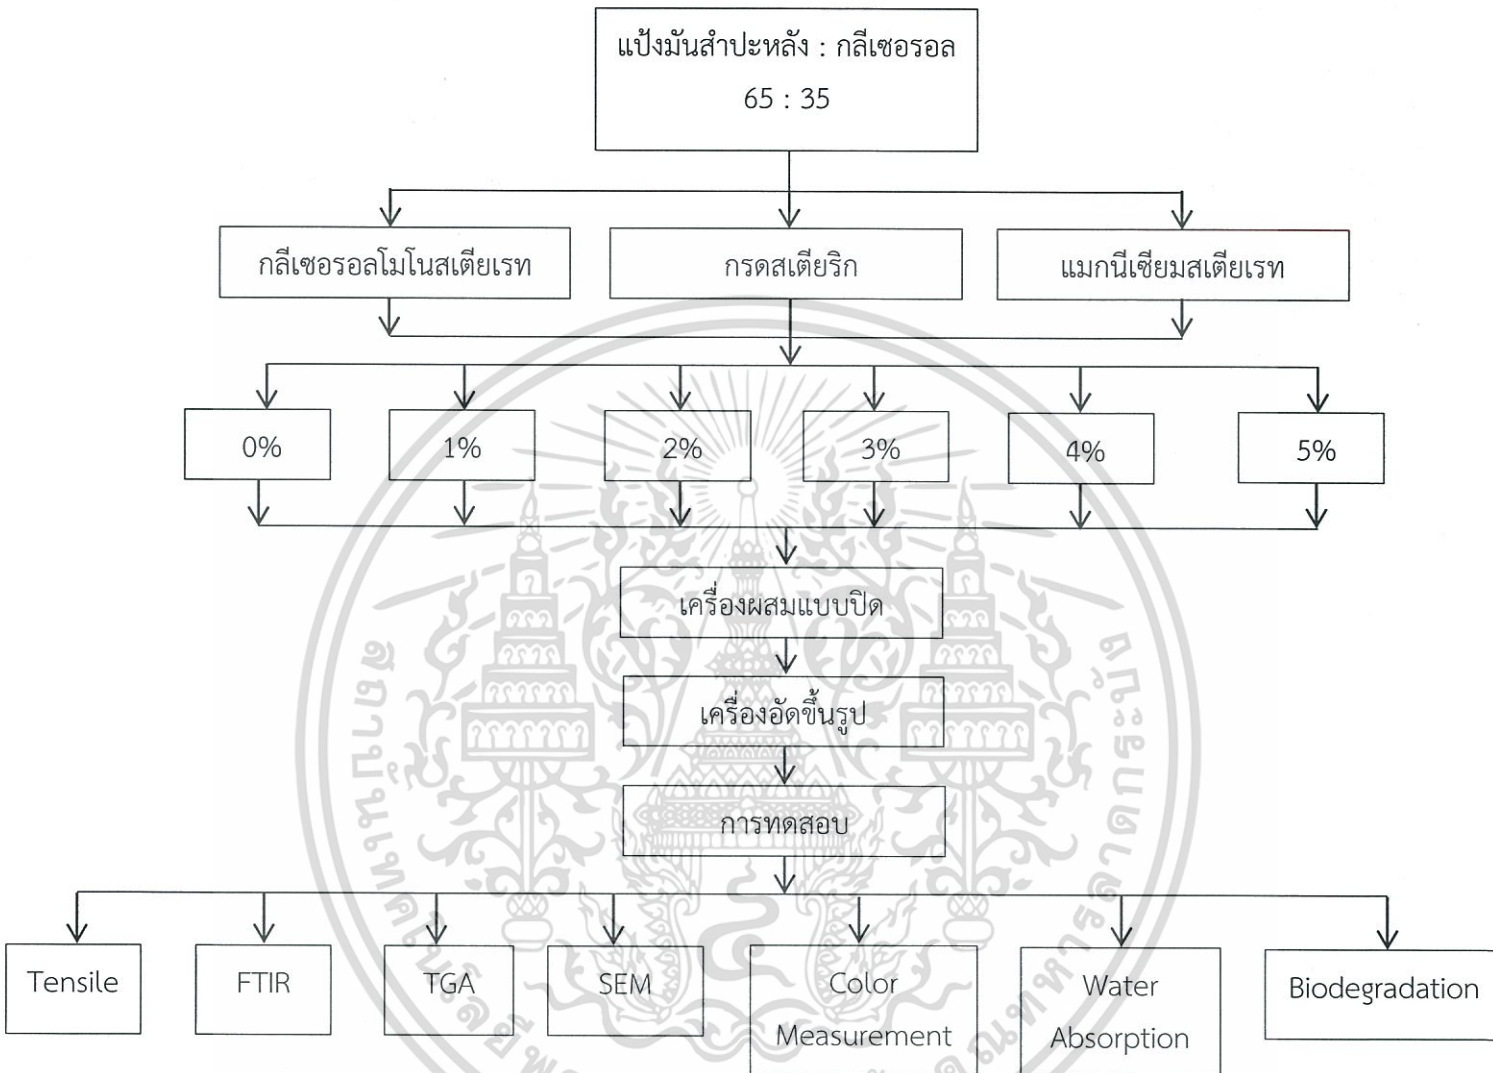 แป้งมันสำปะหลัง : กลีเซอรอล
65 : 35
กลีเซอรอลโมโนสเตียเรท
กรดสเตียริก
แมกนีเซียมสเตียเรท
0%
1%
2%
3%
4%
5%
เครื่องผสมแบบปิด
เครื่องอัดขึ้นรูป
การทดสอบ
Tensile
FTIR
TGA
SEM
Color
Measurement
Water
Absorption
Biodegradation